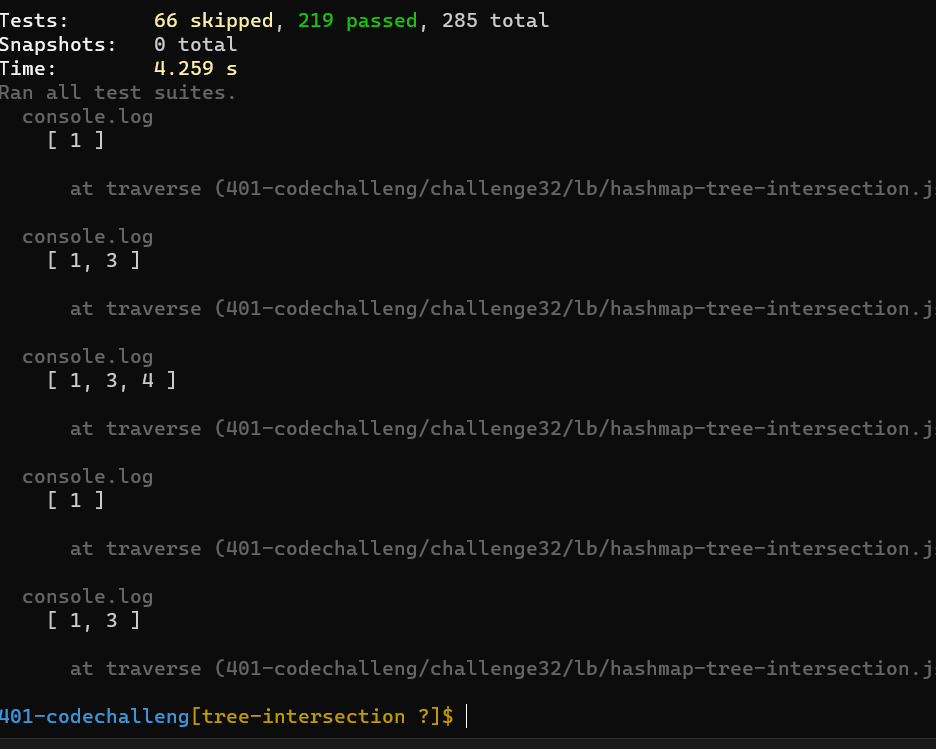 Tests:       66 skipped, 219 passed, 285 total
Snapshots:   0 total
Time:        4.259 s
Ran all test suites.
  console.log
    [ 1 ]
      at traverse (401-codechalleng/challenge32/lb/hashmap-tree-intersection.j
  console.log
    [ 1, 3 ]
      at traverse (401-codechalleng/challenge32/lb/hashmap-tree-intersection.j
  console.log
    [ 1, 3, 4 ]
      at traverse (401-codechalleng/challenge32/lb/hashmap-tree-intersection.j
  console.log
    [ 1 ]
      at traverse (401-codechalleng/challenge32/lb/hashmap-tree-intersection.j
  console.log
    [ 1, 3 ]
      at traverse (401-codechalleng/challenge32/lb/hashmap-tree-intersection.j
401-codechalleng[tree-intersection ?]$